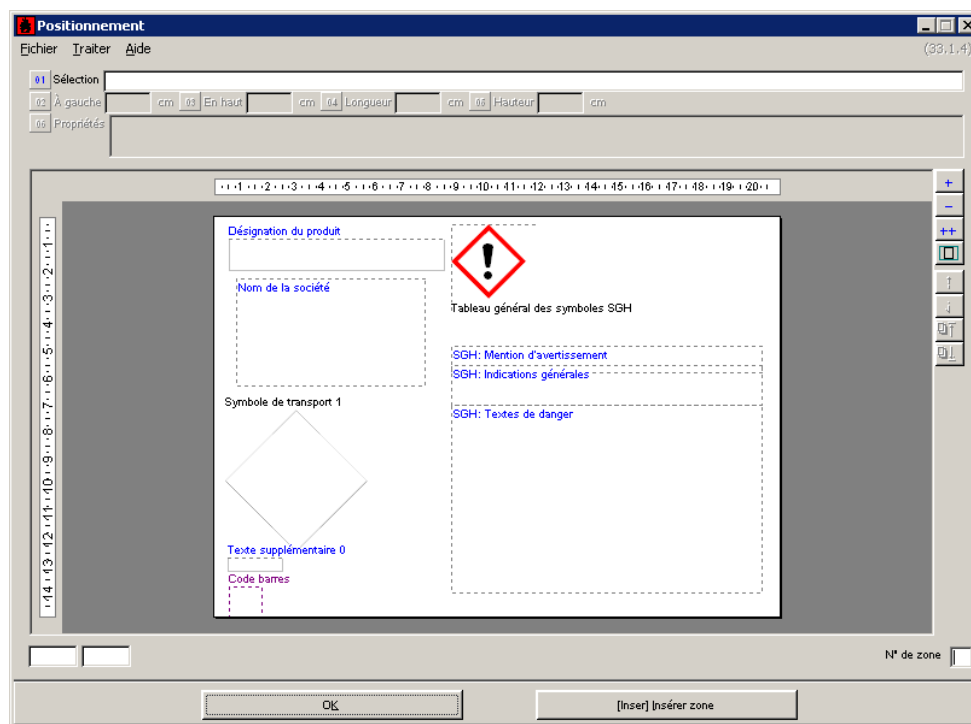 Positionnement
Fichier Traiter Aide (33.1.4)
01 Sélection
02 À gauche cm 03 En haut cm 04 Longueur cm 05 Hauteur cm
06 Propriétés
1 2 3 4 5 6 7 8 9 10 11 12 13 14 15 16 17 18 19 20
+
-
++
1 2 3 4 5 6 7 8 9 10 11 12 13 14
Désignation du produit
Nom de la société
!
Tableau général des symboles SGH
SGH: Mention d'avertissement
SGH: Indications générales
Symbole de transport 1
SGH: Textes de danger
Texte supplémentaire 0
Code barres
N° de zone
OK [Inser] Insérer zone